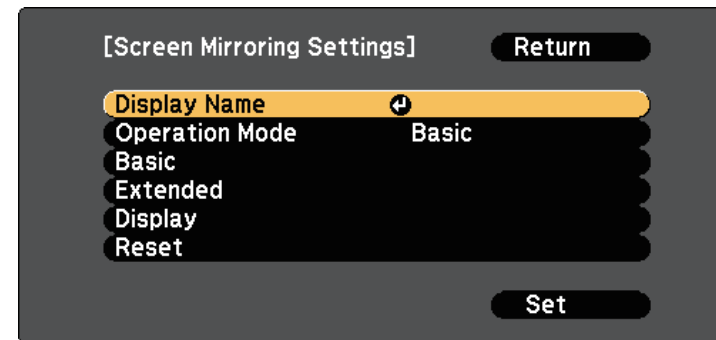 [Screen Mirroring Settings] Return
Display Name
Operation Mode Basic
Basic
Extended
Display
Reset
Set